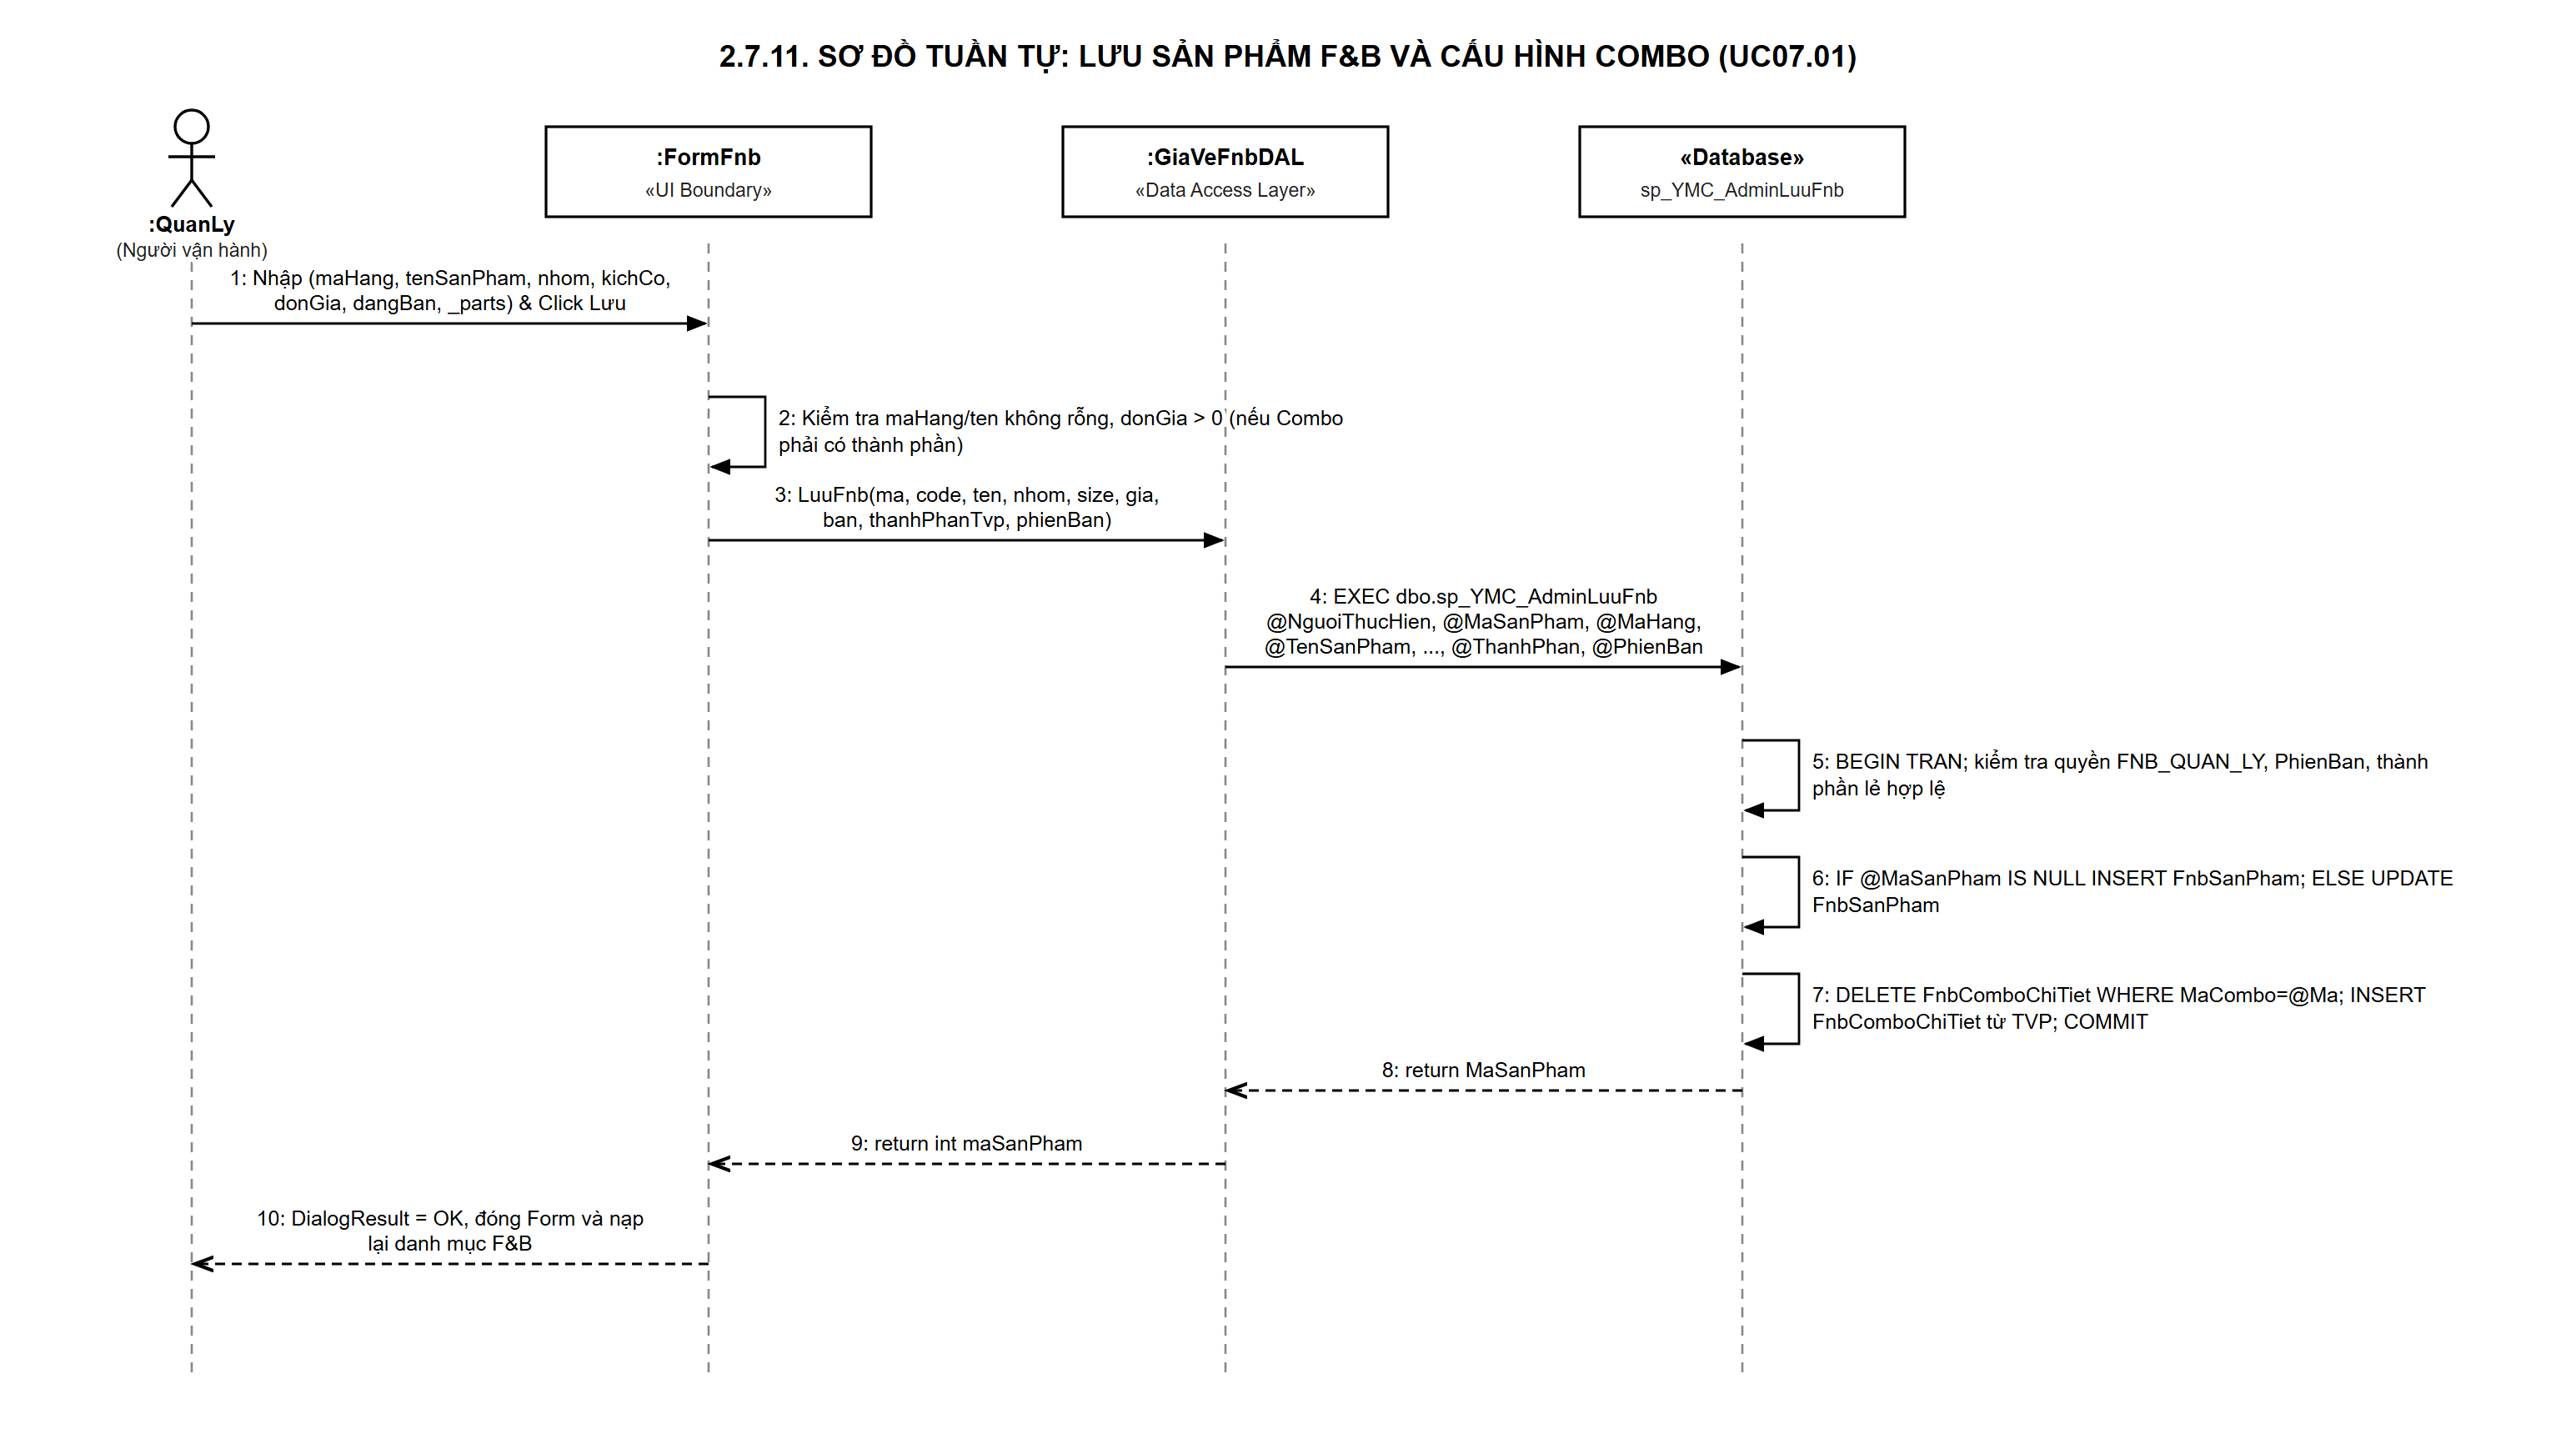 2.7.11. SƠ ĐỒ TUẦN TỰ: LƯU SẢN PHẨM F&B VÀ CẤU HÌNH COMBO (UC07.01)
:QuanLy
(Người vận hành)
:FormFnb
«UI Boundary»
:GiaVeFnbDAL
«Data Access Layer»
«Database»
sp_YMC_AdminLuuFnb
1: Nhập (maHang, tenSanPham, nhom, kichCo,
donGia, dangBan, _parts) & Click Lưu
2: Kiểm tra maHang/ten không rỗng, donGia > 0 (nếu Combo
phải có thành phần)
3: LuuFnb(ma, code, ten, nhom, size, gia,
ban, thanhPhanTvp, phienBan)
4: EXEC dbo.sp_YMC_AdminLuuFnb
@NguoiThucHien, @MaSanPham, @MaHang,
@TenSanPham, ..., @ThanhPhan, @PhienBan
5: BEGIN TRAN; kiểm tra quyền FNB_QUAN_LY, PhienBan, thành
phần lẻ hợp lệ
6: IF @MaSanPham IS NULL INSERT FnbSanPham; ELSE UPDATE
FnbSanPham
7: DELETE FnbComboChiTiet WHERE MaCombo=@Ma; INSERT
FnbComboChiTiet từ TVP; COMMIT
8: return MaSanPham
9: return int maSanPham
10: DialogResult = OK, đóng Form và nạp
lại danh mục F&B